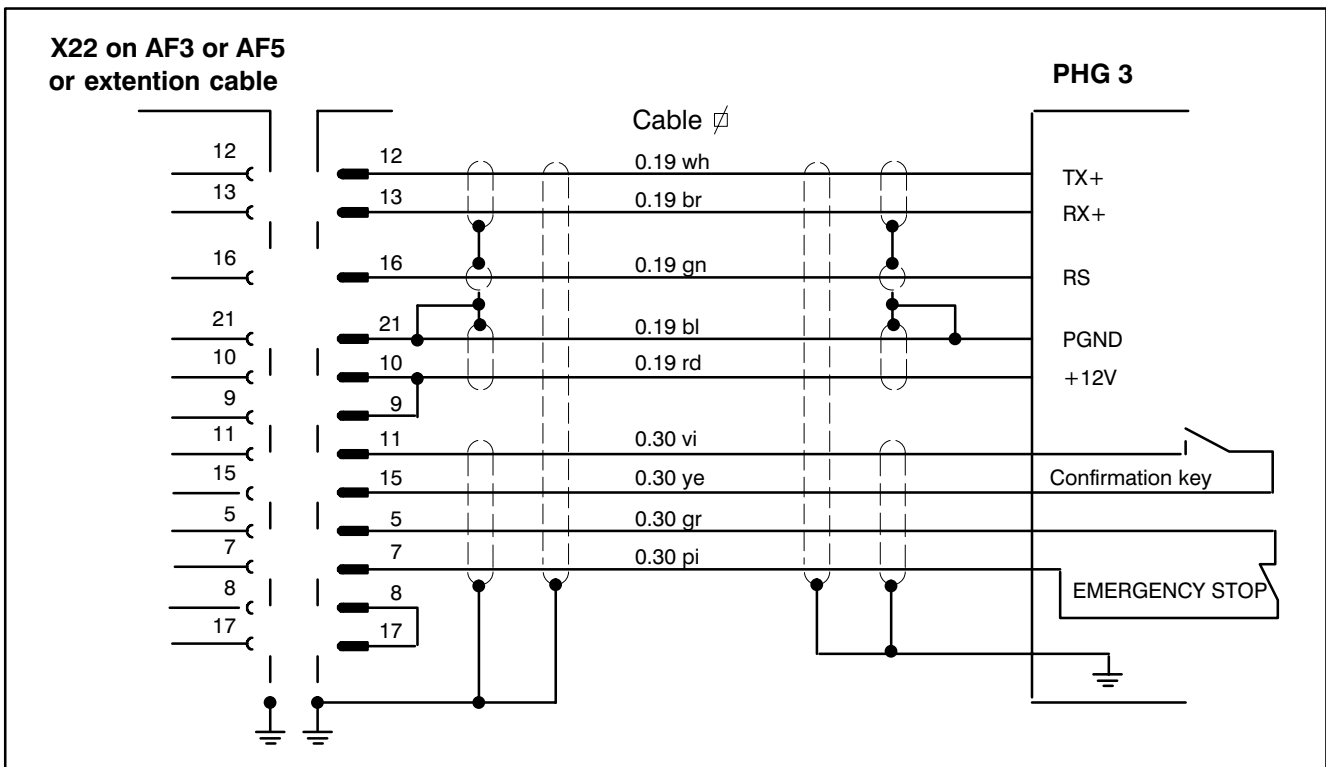 X22 on AF3 or AF5
or extention cable
PHG 3
Cable
12 12 0.19 wh TX+
13 13 0.19 br RX+
16 16 0.19 gn RS
21 21 0.19 bl PGND
10 10 0.19 rd +12V
9 9
11 11 0.30 vi
15 15 0.30 ye Confirmation key
5 5 0.30 gr
7 7 0.30 pi
8 8 EMERGENCY STOP
17 17